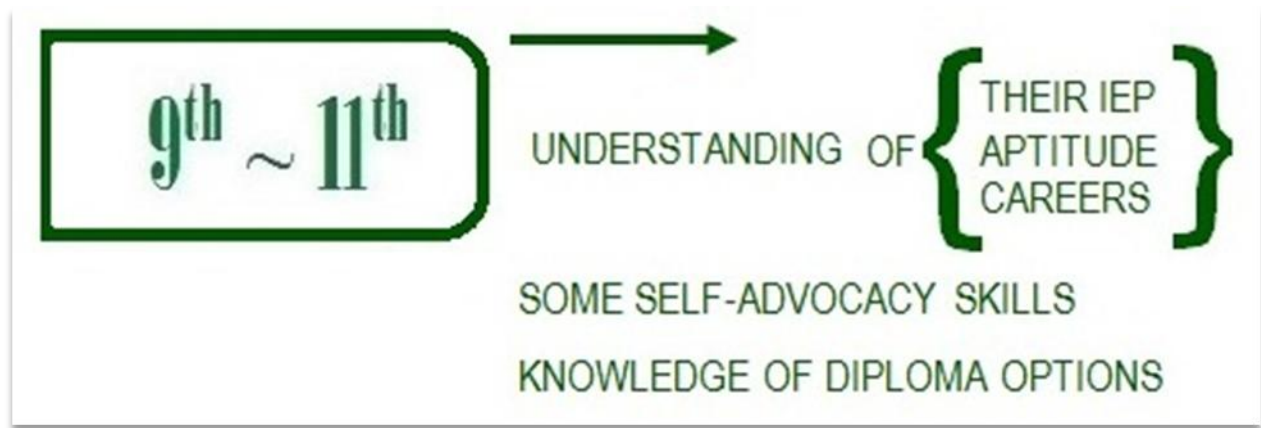 9th ~ 11th
UNDERSTANDING OF
THEIR IEP
APTITUDE
CAREERS
SOME SELF-ADVOCACY SKILLS
KNOWLEDGE OF DIPLOMA OPTIONS